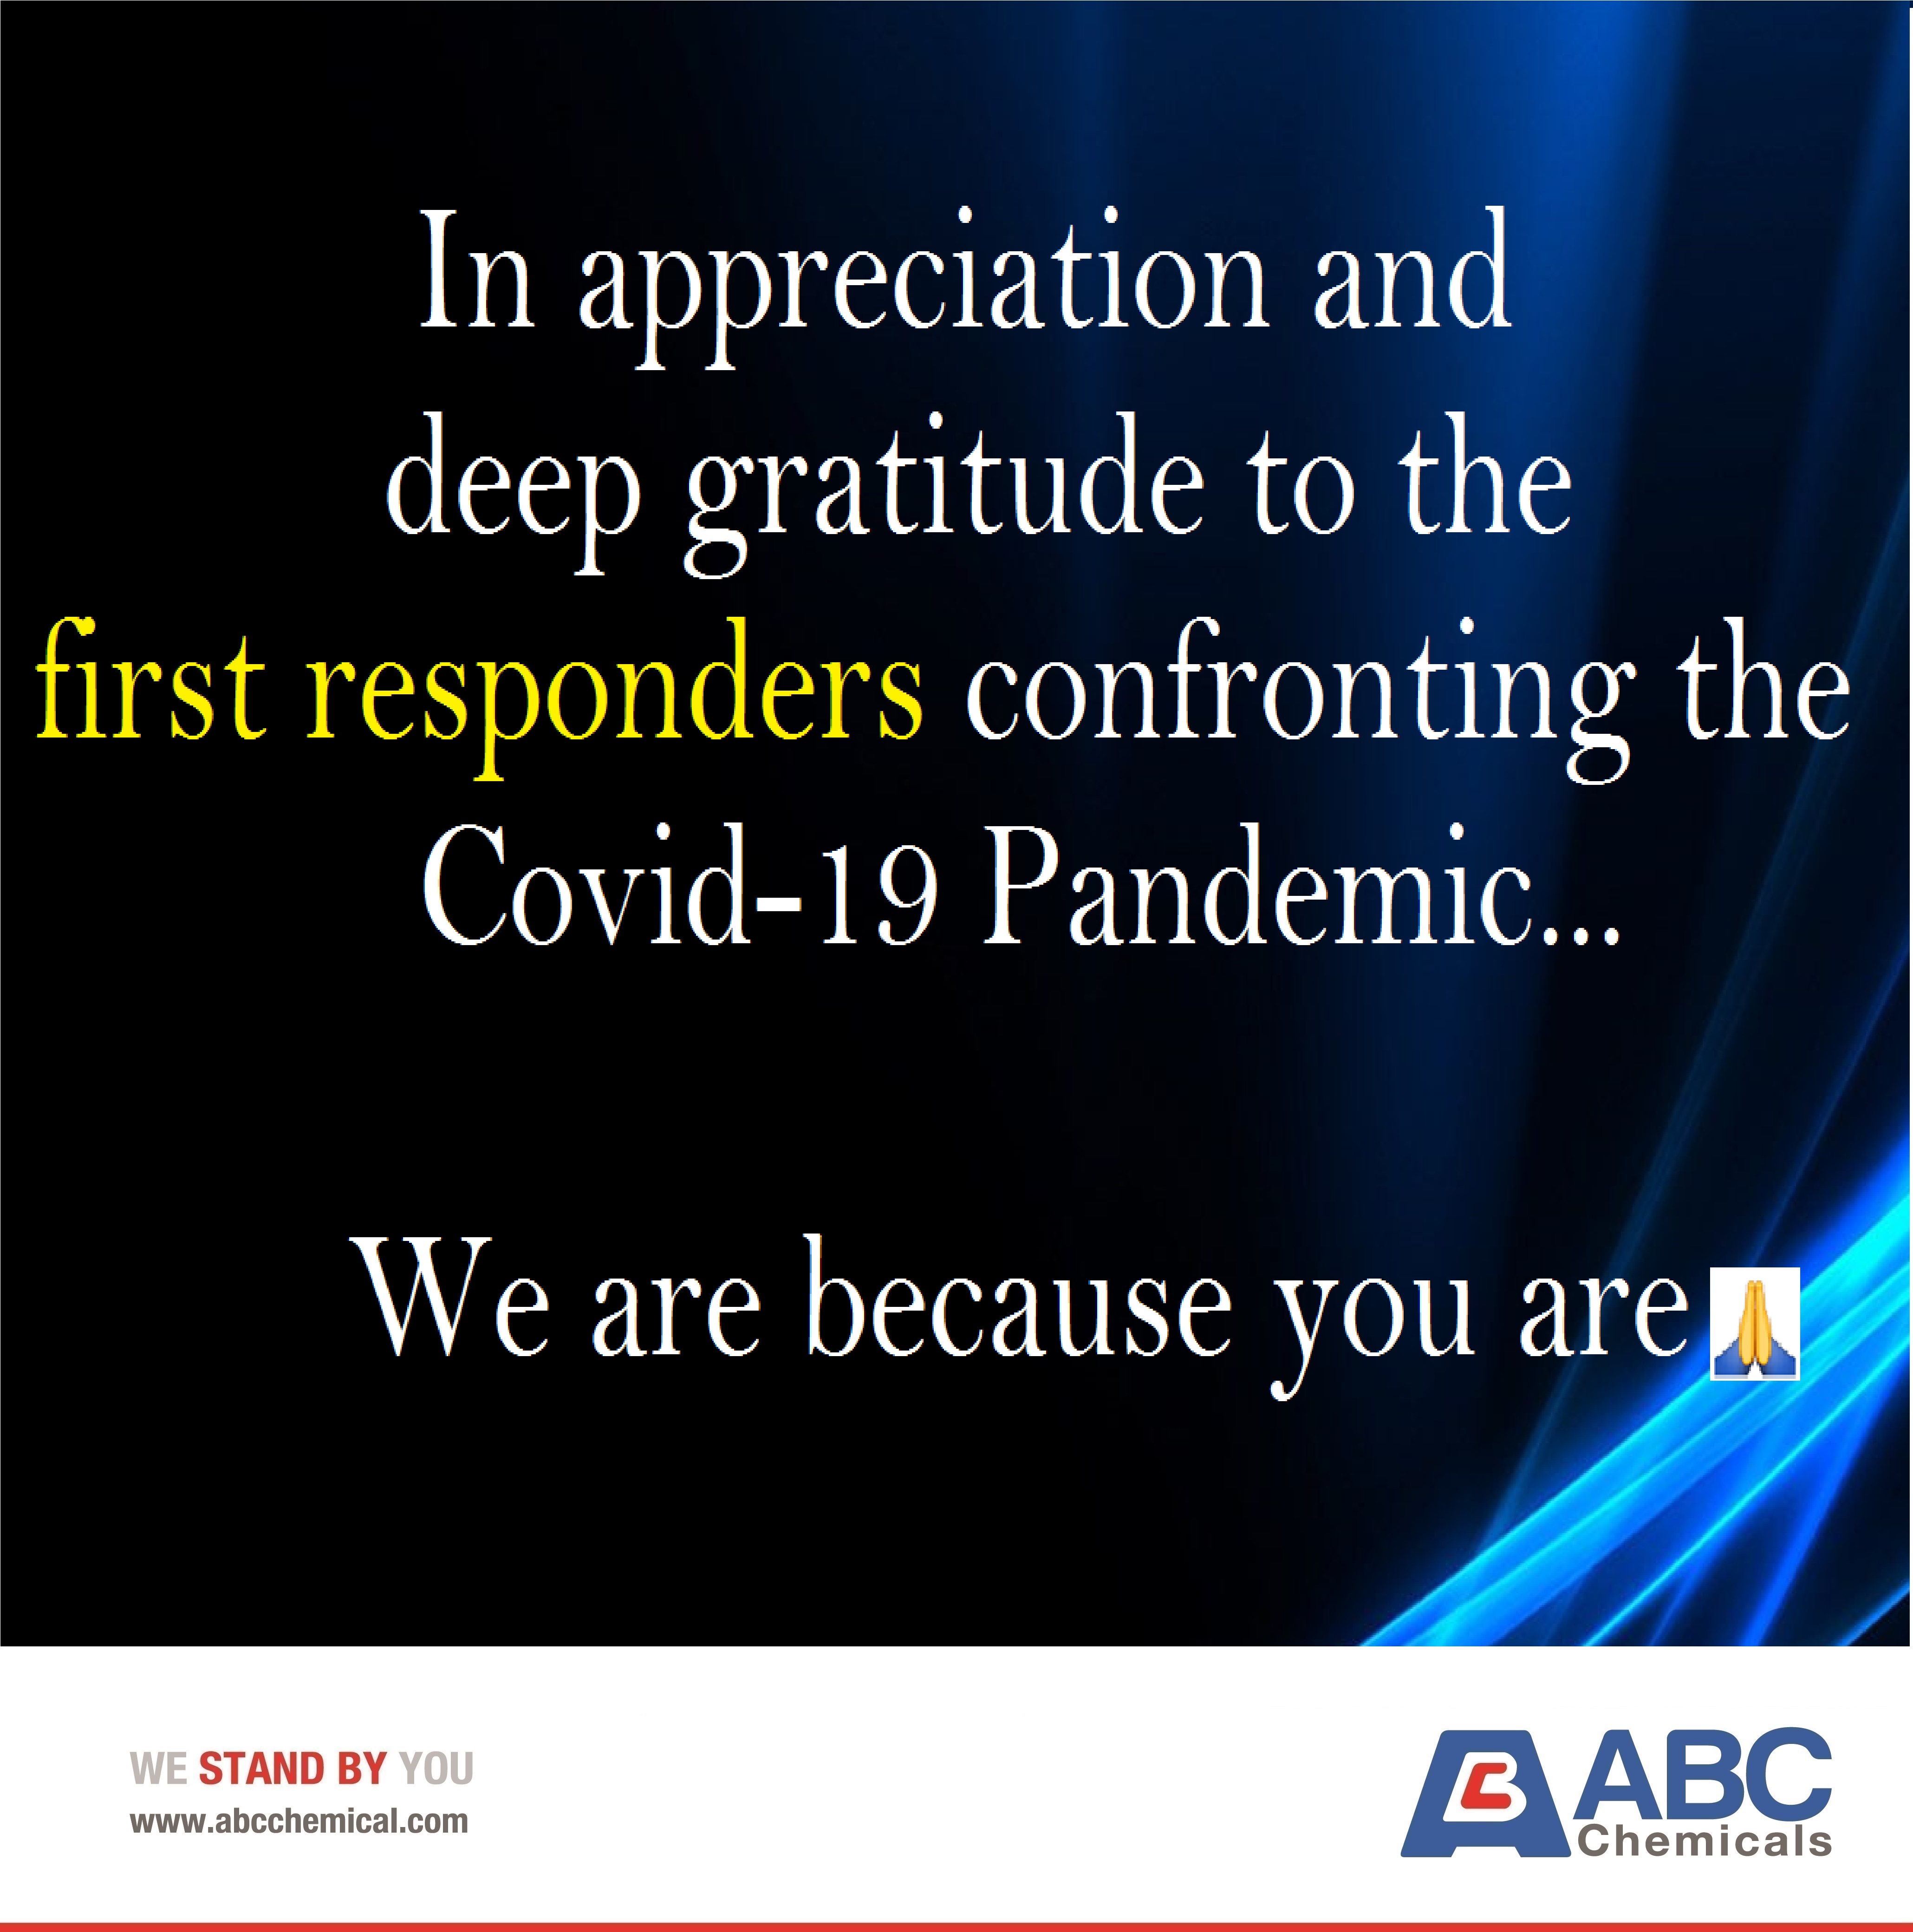 In appreciation and
deep gratitude to the
first responders confronting the
Covid-19 Pandemic...
We are because you are🙏
WE STAND BY YOU
www.abcchemical.com
ABC
Chemicals